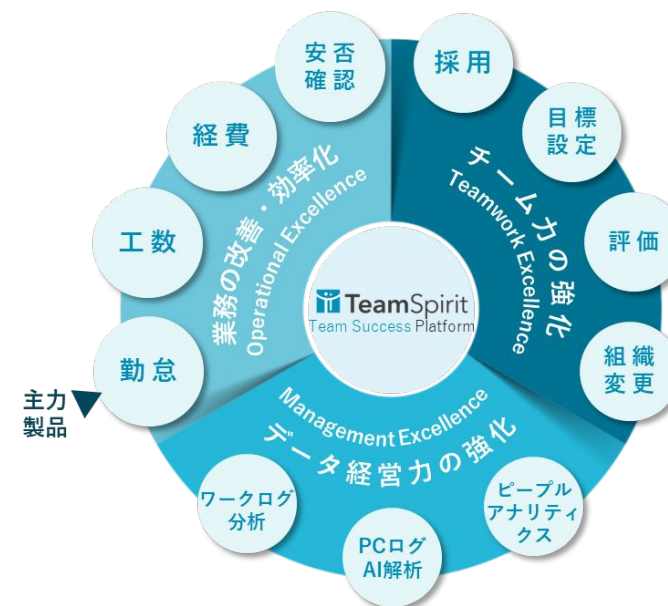 安否
確認
採用
経費
目標
設定
工数
評価
勤怠
組織
変更
主力
製品
業務の改善・効率化
Operational Excellence
チーム力の強化
Teamwork Excellence
TeamSpirit
Team Success Platform
Management Excellence
データ経営力の強化
ワークログ
分析
PCログ
AI解析
ピープル
アナリティ
クス